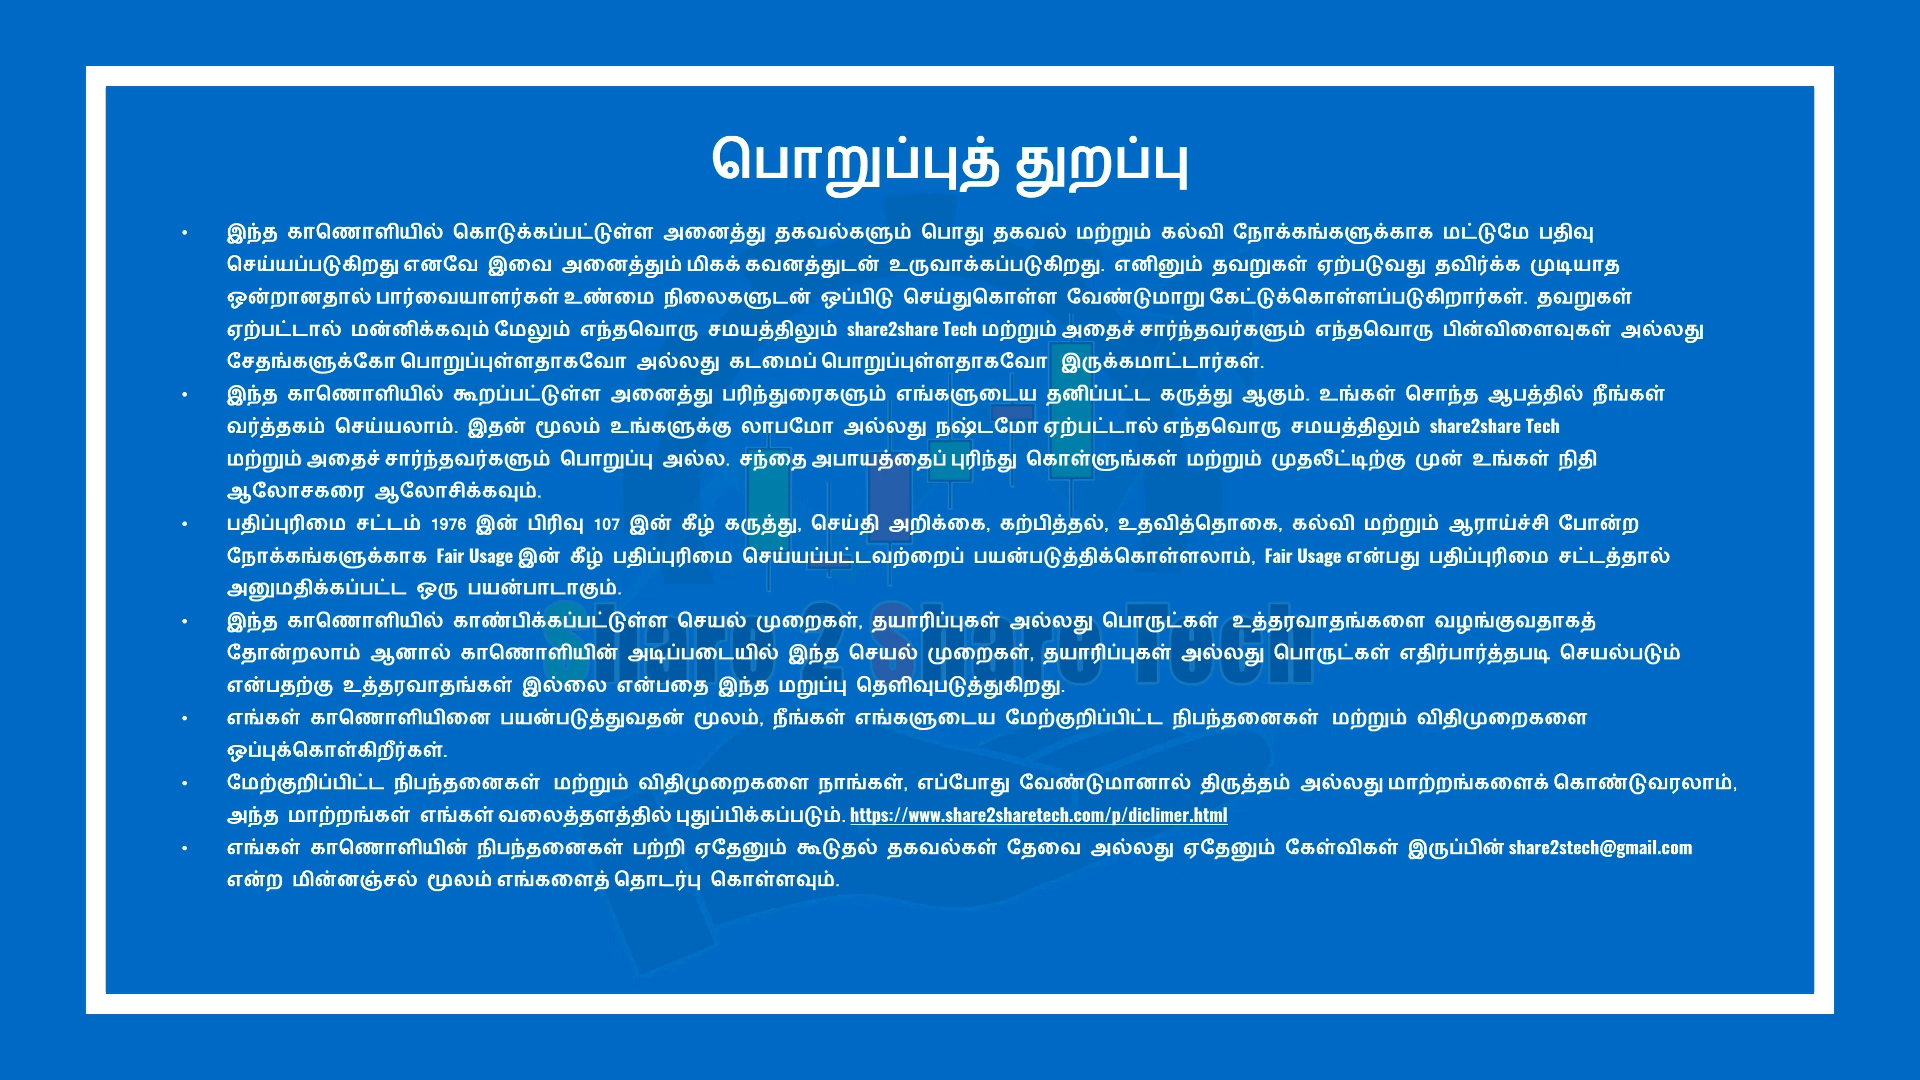 பொறுப்புத் துறப்பு
• இந்த காணொளியில் கொடுக்கப்பட்டுள்ள அனைத்து தகவல்களும் பொது தகவல் மற்றும் கல்வி நோக்கங்களுக்காக மட்டுமே பதிவு
செய்யப்படுகிறது எனவே இவை அனைத்தும் மிகக் கவனத்துடன் உருவாக்கப்படுகிறது. எனினும் தவறுகள் ஏற்படுவது தவிர்க்க முடியாத
ஒன்றானதால் பார்வையாளர்கள் உண்மை நிலைகளுடன் ஒப்பிடு செய்துகொள்ள வேண்டுமாறு கேட்டுக்கொள்ளப்படுகிறார்கள். தவறுகள்
ஏற்பட்டால் மன்னிக்கவும் மேலும் எந்தவொரு சமயத்திலும் share2share Tech மற்றும் அதைச் சார்ந்தவர்களும் எந்தவொரு பின்விளைவுகள் அல்லது
சேதங்களுக்கோ பொறுப்புள்ளதாகவோ அல்லது கடமைப் பொறுப்புள்ளதாகவோ இருக்கமாட்டார்கள்.
• இந்த காணொளியில் கூறப்பட்டுள்ள அனைத்து பரிந்துரைகளும் எங்களுடைய தனிப்பட்ட கருத்து ஆகும். உங்கள் சொந்த ஆபத்தில் நீங்கள்
வர்த்தகம் செய்யலாம். இதன் மூலம் உங்களுக்கு லாபமோ அல்லது நஷ்டமோ ஏற்பட்டால் எந்தவொரு சமயத்திலும் share2share Tech
மற்றும் அதைச் சார்ந்தவர்களும் பொறுப்பு அல்ல. சந்தை அபாயத்தைப் புரிந்து கொள்ளுங்கள் மற்றும் முதலீட்டிற்கு முன் உங்கள் நிதி
ஆலோசகரை ஆலோசிக்கவும்.
• பதிப்புரிமை சட்டம் 1976 இன் பிரிவு 107 இன் கீழ் கருத்து, செய்தி அறிக்கை, கற்பித்தல், உதவித்தொகை, கல்வி மற்றும் ஆராய்ச்சி போன்ற
நோக்கங்களுக்காக Fair Usage இன் கீழ் பதிப்புரிமை செய்யப்பட்டவற்றைப் பயன்படுத்திக்கொள்ளலாம், Fair Usage என்பது பதிப்புரிமை சட்டத்தால்
அனுமதிக்கப்பட்ட ஒரு பயன்பாடாகும்.
• இந்த காணொளியில் காண்பிக்கப்பட்டுள்ள செயல் முறைகள், தயாரிப்புகள் அல்லது பொருட்கள் உத்தரவாதங்களை வழங்குவதாகத்
தோன்றலாம் ஆனால் காணொளியின் அடிப்படையில் இந்த செயல் முறைகள், தயாரிப்புகள் அல்லது பொருட்கள் எதிர்பார்த்தபடி செயல்படும்
என்பதற்கு உத்தரவாதங்கள் இல்லை என்பதை இந்த மறுப்பு தெளிவுபடுத்துகிறது.
• எங்கள் காணொளியினை பயன்படுத்துவதன் மூலம், நீங்கள் எங்களுடைய மேற்குறிப்பிட்ட நிபந்தனைகள் மற்றும் விதிமுறைகளை
ஒப்புக்கொள்கிறீர்கள்.
• மேற்குறிப்பிட்ட நிபந்தனைகள் மற்றும் விதிமுறைகளை நாங்கள், எப்போது வேண்டுமானால் திருத்தம் அல்லது மாற்றங்களைக் கொண்டுவரலாம்,
அந்த மாற்றங்கள் எங்கள் வலைத்தளத்தில் புதுப்பிக்கப்படும். https://www.share2sharetech.com/p/diclimer.html
• எங்கள் காணொளியின் நிபந்தனைகள் பற்றி ஏதேனும் கூடுதல் தகவல்கள் தேவை அல்லது ஏதேனும் கேள்விகள் இருப்பின் share2stech@gmail.com
என்ற மின்னஞ்சல் மூலம் எங்களைத் தொடர்பு கொள்ளவும்.
Share 2 Share Tech